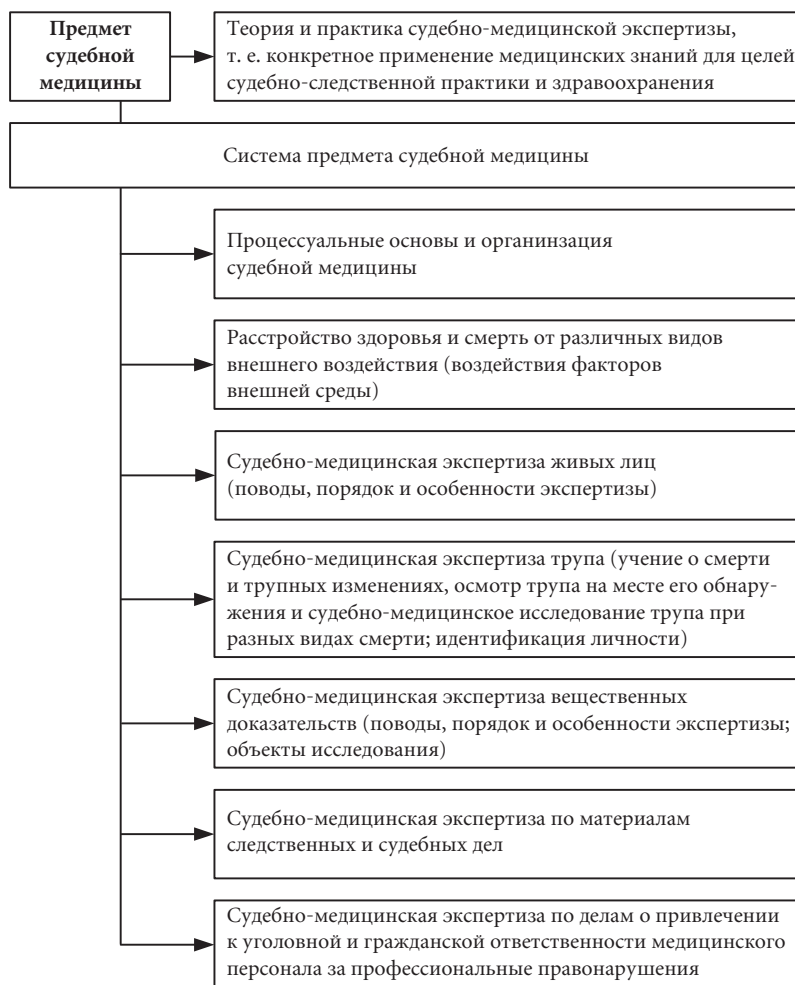 Предмет
судебной
медицины
Теория и практика судебно-медицинской экспертизы,
т. е. конкретное применение медицинских знаний для целей
судебно-следственной практики и здравоохранения
Система предмета судебной медицины
Процессуальные основы и органинзация
судебной медицины
Расстройство здоровья и смерть от различных видов
внешнего воздействия (воздействия факторов
внешней среды)
Судебно-медицинская экспертиза живых лиц
(поводы, порядок и особенности экспертизы)
Судебно-медицинская экспертиза трупа (учение о смерти
и трупных изменениях, осмотр трупа на месте его обнару-
жения и судебно-медицинское исследование трупа при
разных видах смерти; идентификация личности)
Судебно-медицинская экспертиза вещественных
доказательств (поводы, порядок и особенности экспертизы;
объекты исследования)
Судебно-медицинская экспертиза по материалам
следственных и судебных дел
Судебно-медицинская экспертиза по делам о привлечении
к уголовной и гражданской ответственности медицинского
персонала за профессиональные правонарушения